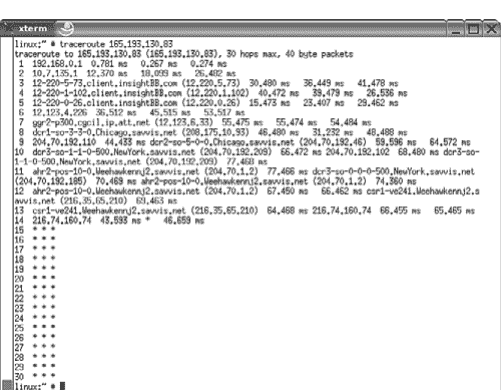 xterm
linux:~ # traceroute 165.193.130.83
traceroute to 165.193.130.83 (165.193.130.83), 30 hops max, 40 byte packets
1 192.168.0.1 0.781 ms 0.267 ms 0.274 ms
2 10.7.135.1 12.370 ms 18.099 ms 26.482 ms
3 12-220-5-73.client.insightBB.com (12.220.5.73) 30.480 ms 36.449 ms 41.478 ms
4 12-220-1-102.client.insightBB.com (12.220.1.102) 40.472 ms 39.479 ms 26.536 ms
5 12-220-0-26.client.insightBB.com (12.220.0.26) 15.473 ms 23.407 ms 29.462 ms
6 12.123.4.226 36.512 ms 45.515 ms 53.517 ms
7 ggr2-p300.cgcil.ip.att.net (12.123.6.33) 55.475 ms 55.474 ms 54.484 ms
8 dcr1-so-3-3-0.Chicago.savvis.net (208.175.10.93) 46.480 ms 31.232 ms 48.488 ms
9 204.70.192.110 44.433 ms dcr2-so-5-0-0.Chicago.savvis.net (204.70.192.46) 59.596 ms 64.572 ms
10 dcr3-so-1-1-0-500.NewYork.savvis.net (204.70.192.209) 66.472 ms 204.70.192.102 68.480 ms dcr3-so-
1-1-0-500.NewYork.savvis.net (204.70.192.209) 77.468 ms
11 ahr2-pos-10-0.Weehawkennj2.savvis.net (204.70.1.2) 77.466 ms dcr3-so-0-0-0-500.NewYork.savvis.net
(204.70.192.185) 70.469 ms ahr2-pos-10-0.Weehawkennj2.savvis.net (204.70.1.2) 74.360 ms
12 ahr2-pos-10-0.Weehawkennj2.savvis.net (204.70.1.2) 67.450 ms 66.462 ms csr1-ve241.Weehawkennj2.s
avvis.net (216.35.65.210) 63.463 ms
13 csr1-ve241.Weehawkennj2.savvis.net (216.35.65.210) 64.468 ms 216.74.160.74 66.455 ms 65.465 ms
14 216.74.160.74 43.593 ms * 46.659 ms
15 * * *
16 * * *
17 * * *
18 * * *
19 * * *
20 * * *
21 * * *
22 * * *
23 * * *
24 * * *
25 * * *
26 * * *
27 * * *
28 * * *
29 * * *
30 * * *
linux:~ #